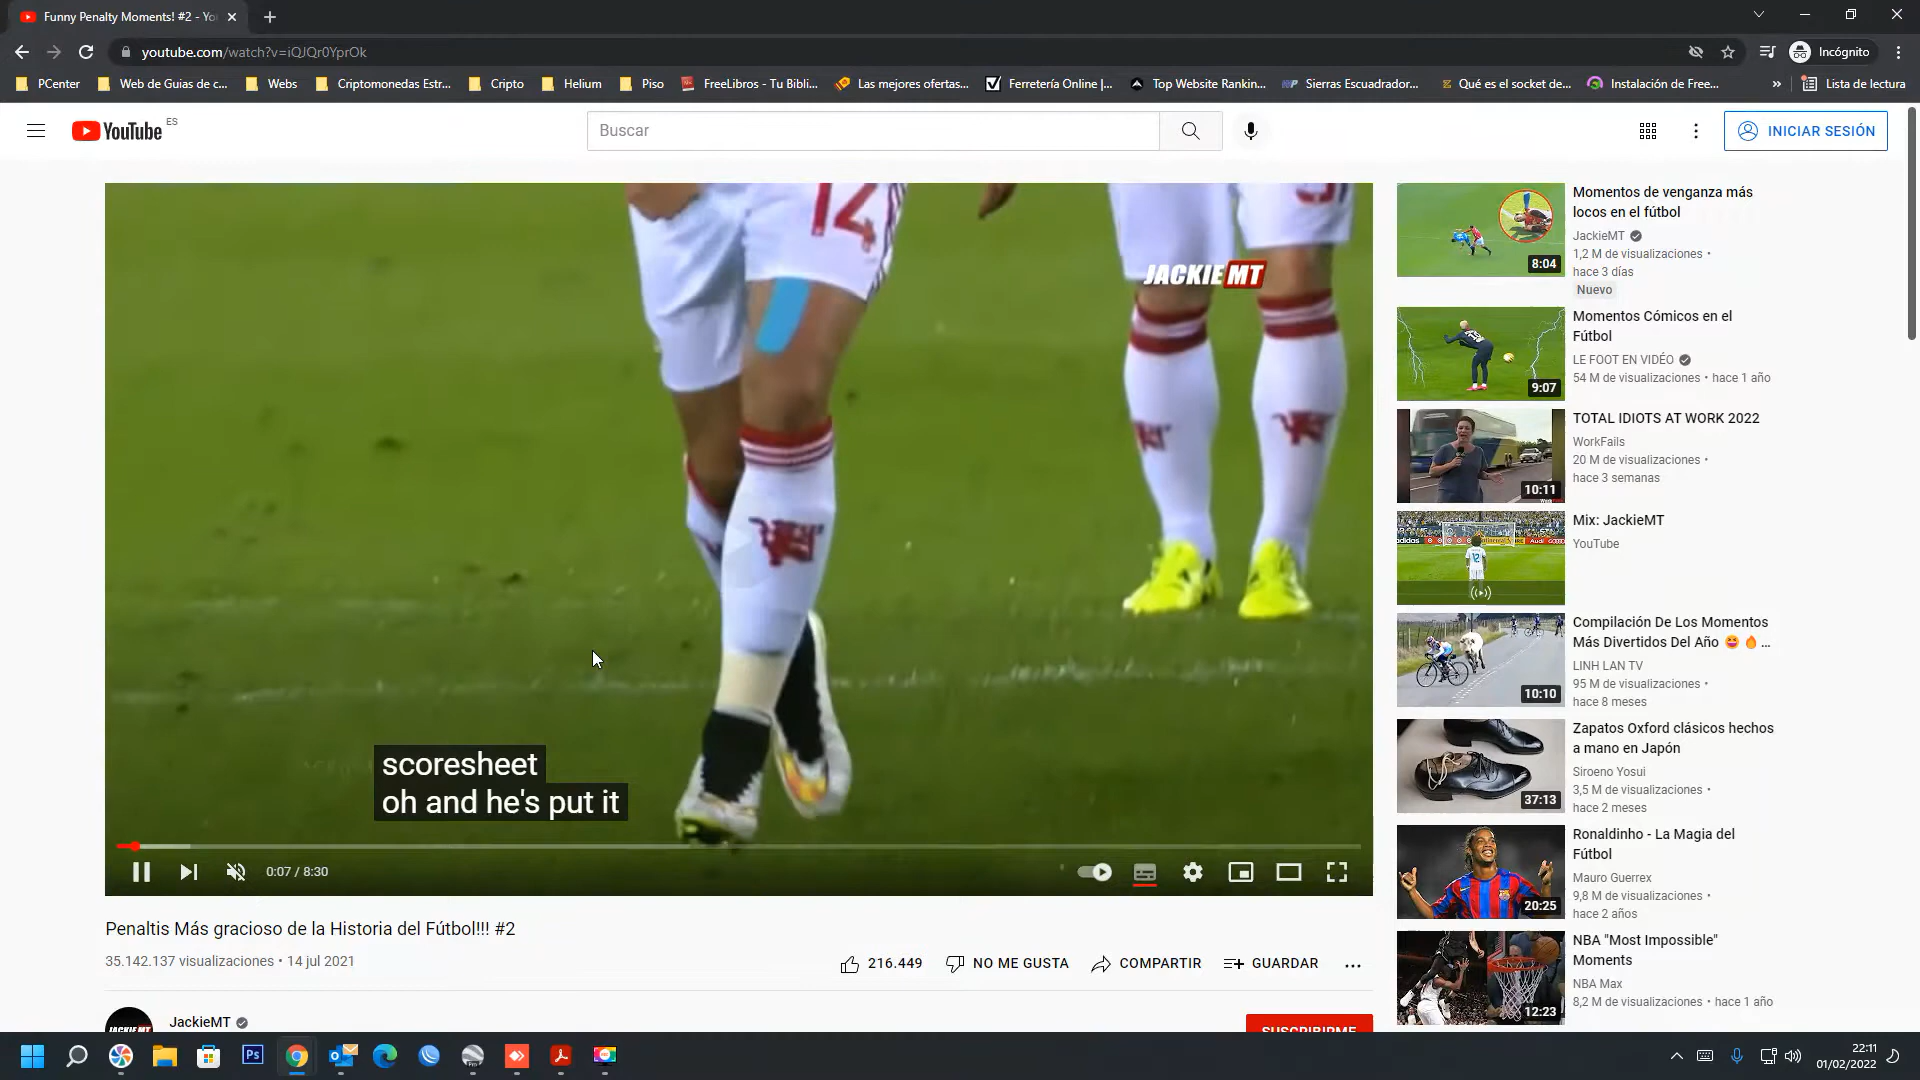 Funny Penalty Moments! #2 - Yo
youtube.com/watch?v=iQJQr0YprOk
Incógnito
PCenter
Web de Guias de c...
Webs
Criptomonedas Estr...
Cripto
Helium
Piso
FreeLibros - Tu Bibli...
Las mejores ofertas...
Ferretería Online |...
Top Website Rankin...
Sierras Escuadrador...
Qué es el socket de...
Instalación de Free...
»
Lista de lectura
YouTube ES
Buscar
INICIAR SESIÓN
14
JACKIE MT
scoresheet
oh and he's put it
0:07 / 8:30
Penaltis Más gracioso de la Historia del Fútbol!!! #2
35.142.137 visualizaciones • 14 jul 2021
216.449
NO ME GUSTA
COMPARTIR
GUARDAR
JackieMT
SUSCRIBIRME
8:04
Momentos de venganza más
locos en el fútbol
JackieMT
1,2 M de visualizaciones •
hace 3 días
Nuevo
9:07
Momentos Cómicos en el
Fútbol
LE FOOT EN VIDÉO
54 M de visualizaciones • hace 1 año
10:11
TOTAL IDIOTS AT WORK 2022
WorkFails
20 M de visualizaciones •
hace 3 semanas
Mix: JackieMT
YouTube
10:10
Compilación De Los Momentos
Más Divertidos Del Año 😆 🔥 ...
LINH LAN TV
95 M de visualizaciones •
hace 8 meses
37:13
Zapatos Oxford clásicos hechos
a mano en Japón
Siroeno Yosui
3,5 M de visualizaciones •
hace 2 meses
20:25
Ronaldinho - La Magia del
Fútbol
Mauro Guerrex
9,8 M de visualizaciones •
hace 2 años
12:23
NBA "Most Impossible"
Moments
NBA Max
8,2 M de visualizaciones • hace 1 año
Ps
22:11
01/02/2022